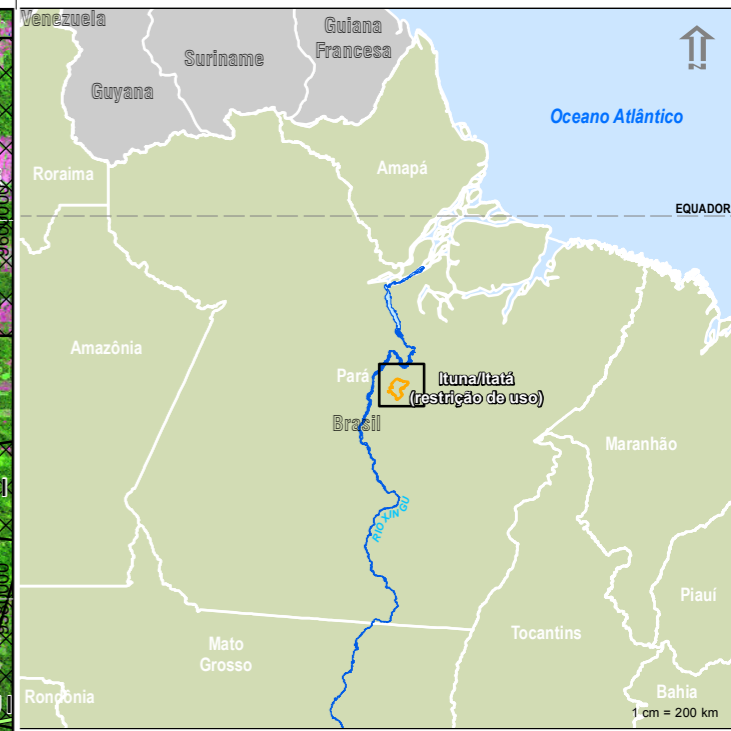 Venezuela
Guiana
Francesa
Suriname
Guyana
N
Oceano Atlântico
Roraima
Amapá
EQUADOR
Amazônia
Pará
Ituna/Itatá
(restrição de uso)
Brasil
Maranhão
RIO XINGU
Piauí
Tocantins
Mato
Grosso
Rondônia
Bahia
1 cm = 200 km